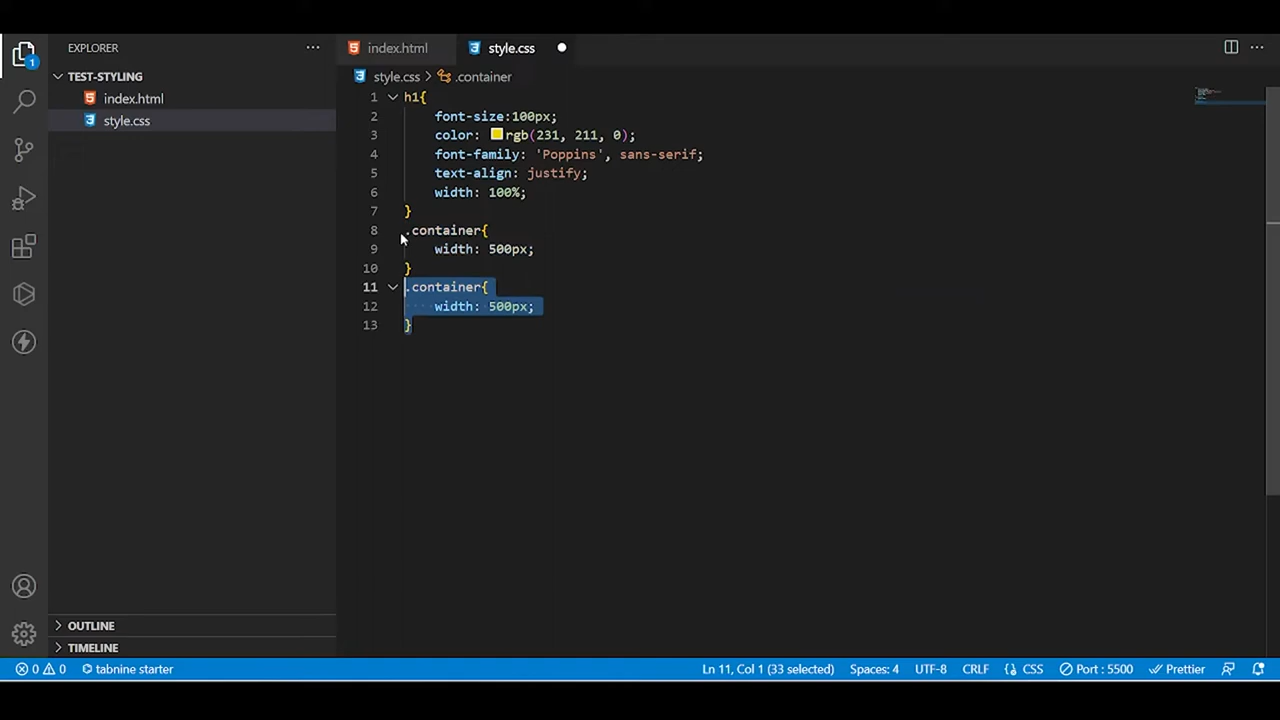 EXPLORER
···
index.html
style.css
···
1
TEST-STYLING
style.css > .container
index.html
style.css
1 h1{
2 font-size:100px;
3 color: rgb(231, 211, 0);
4 font-family: 'Poppins', sans-serif;
5 text-align: justify;
6 width: 100%;
7 }
8 .container{
9 width: 500px;
10 }
11 .container{
12 ····width:·500px;
13 }
OUTLINE
TIMELINE
0 0 tabnine starter Ln 11, Col 1 (33 selected) Spaces: 4 UTF-8 CRLF {} CSS Port : 5500 Prettier